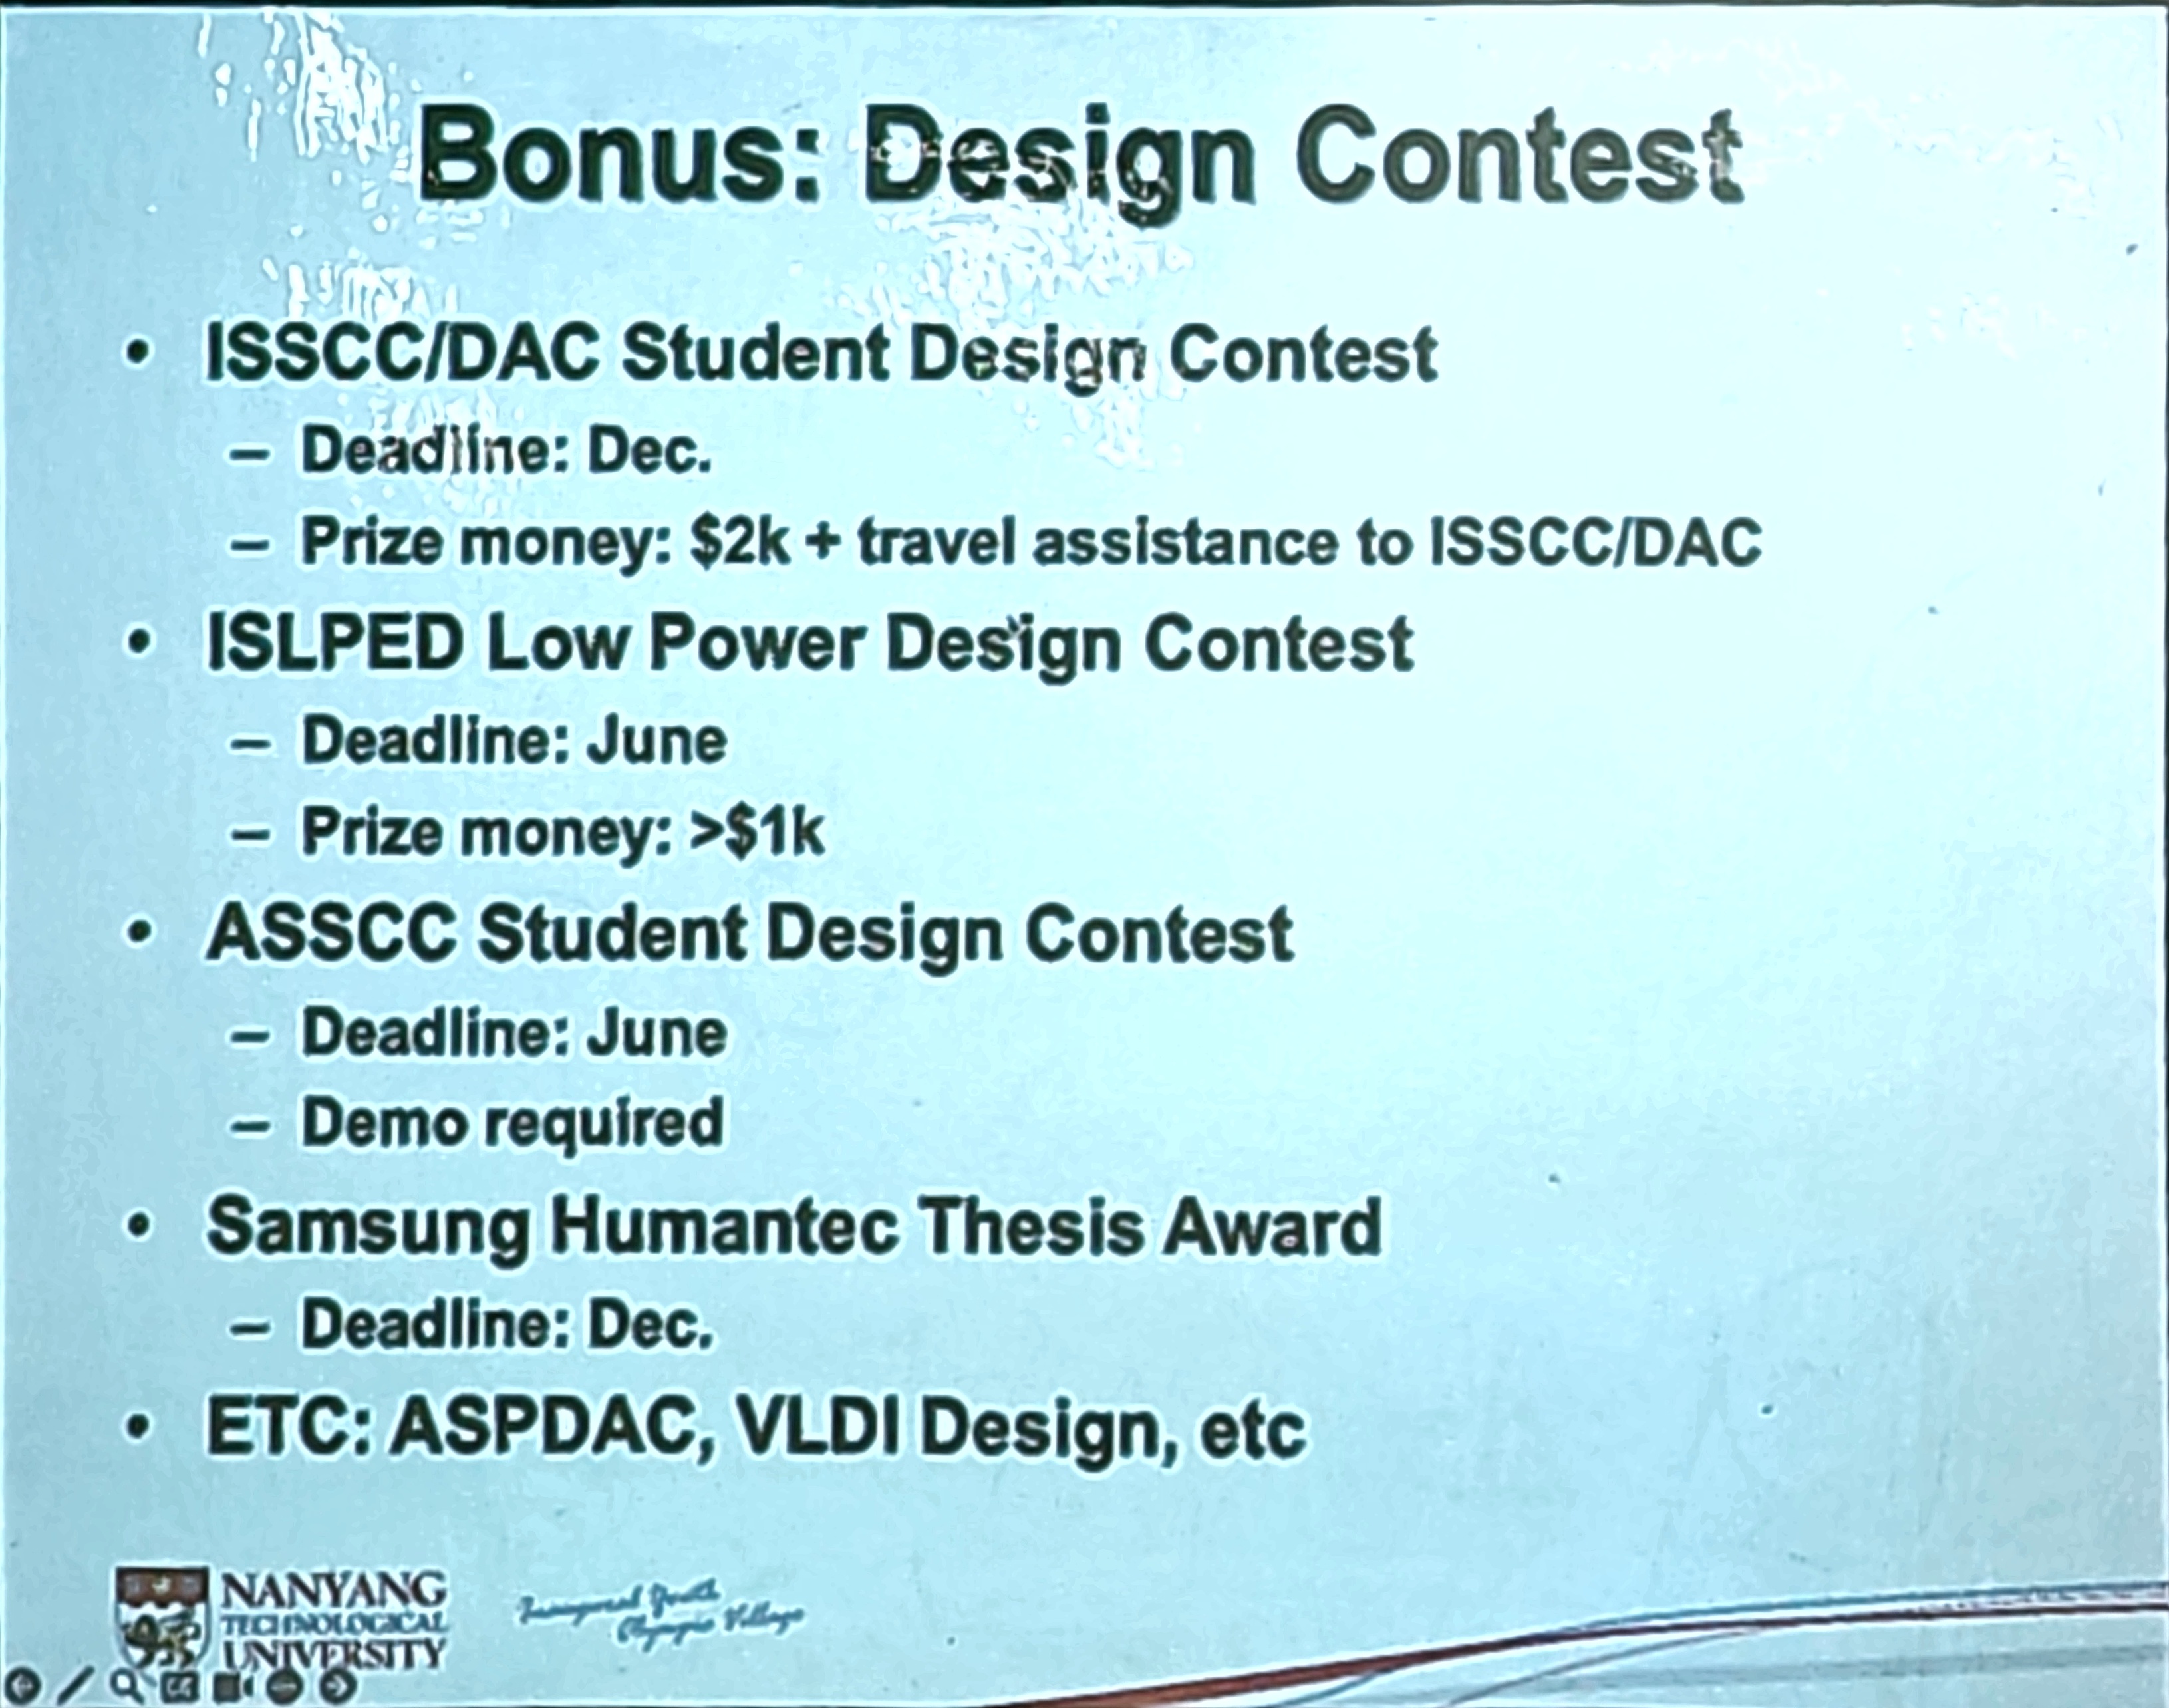 Bonus: Design Contest
• ISSCC/DAC Student Design Contest
– Deadline: Dec.
– Prize money: $2k + travel assistance to ISSCC/DAC
• ISLPED Low Power Design Contest
– Deadline: June
– Prize money: >$1k
• ASSCC Student Design Contest
– Deadline: June
– Demo required
• Samsung Humantec Thesis Award
– Deadline: Dec.
• ETC: ASPDAC, VLDI Design, etc
NANYANG
TECHNOLOGICAL
UNIVERSITY
Inaugural Youth
Olympic Village